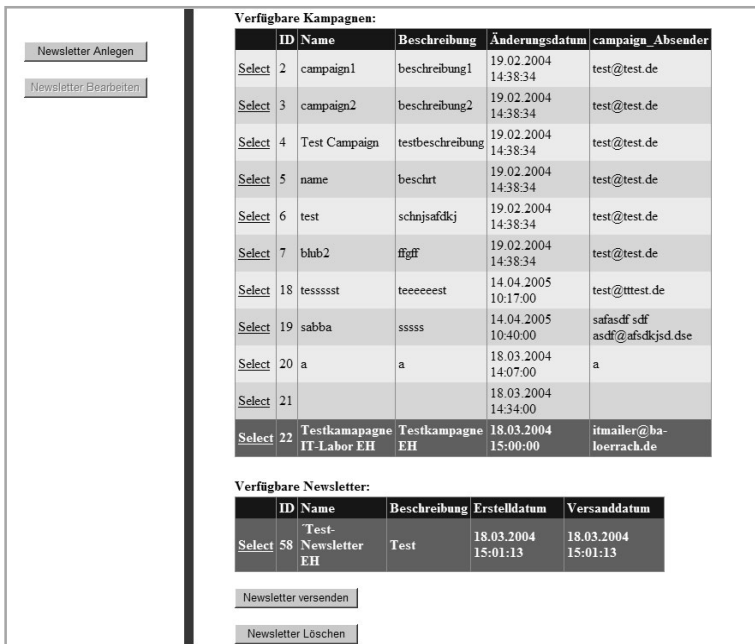 Newsletter Anlegen
Newsletter Bearbeiten
Verfügbare Kampagnen:
ID Name Beschreibung Änderungsdatum campaign_Absender
Select 2 campaign1 beschreibung1 19.02.2004 14:38:34 test@test.de
Select 3 campaign2 beschreibung2 19.02.2004 14:38:34 test@test.de
Select 4 Test Campaign testbeschreibung 19.02.2004 14:38:34 test@test.de
Select 5 name beschrt 19.02.2004 14:38:34 test@test.de
Select 6 test schnjsafdkj 19.02.2004 14:38:34 test@test.de
Select 7 blub2 ffgff 19.02.2004 14:38:34 test@test.de
Select 18 tessssst teeeeeest 14.04.2005 10:17:00 test@tttest.de
Select 19 sabba sssss 14.04.2005 10:40:00 safasdf sdf asdf@afsdkjsd.dse
Select 20 a a 18.03.2004 14:07:00 a
Select 21 18.03.2004 14:34:00
Select 22 Testkamapagne IT-Labor EH Testkampagne EH 18.03.2004 15:00:00 itmailer@ba-loerrach.de
Verfügbare Newsletter:
ID Name Beschreibung Erstelldatum Versanddatum
Select 58 ´Test-Newsletter EH Test 18.03.2004 15:01:13 18.03.2004 15:01:13
Newsletter versenden
Newsletter Löschen